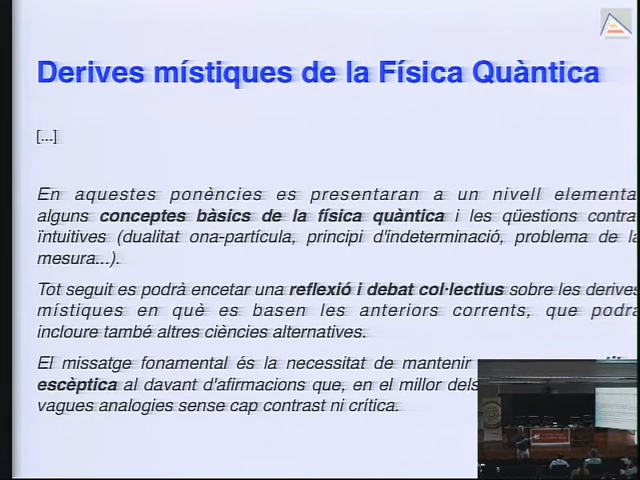 Derives místiques de la Física Quàntica
[...]
En aquestes ponències es presentaran a un nivell elementa
alguns conceptes bàsics de la física quàntica i les qüestions contra
ïntuitives (dualitat ona-partícula, principi d'indeterminació, problema de la
mesura...).
Tot seguit es podrà encetar una reflexió i debat col·lectius sobre les derives
místiques en què es basen les anteriors corrents, que podrà
incloure també altres ciències alternatives.
El missatge fonamental és la necessitat de mantenir
escèptica al davant d'afirmacions que, en el millor dels
vagues analogies sense cap contrast ni crítica.